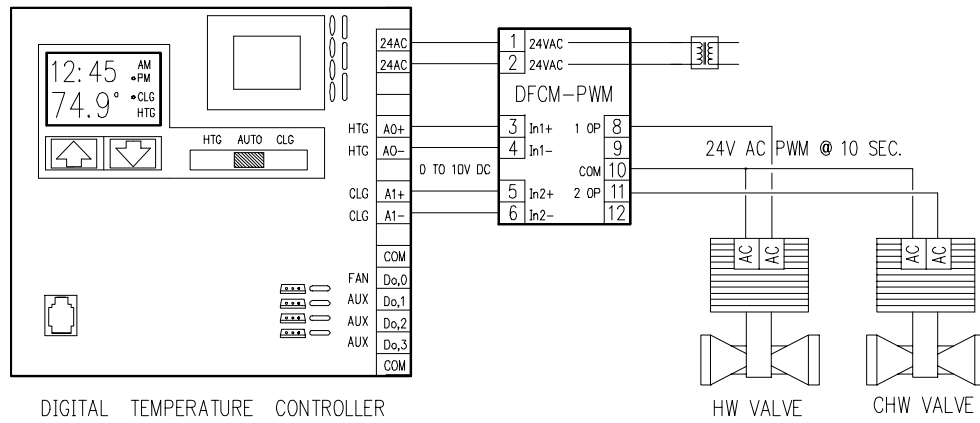 12:45 AM
PM
74.9° CLG
HTG
HTG AUTO CLG
24AC
24AC
HTG AO+
HTG AO-
CLG A1+
CLG A1-
COM
FAN Do,0
AUX Do,1
AUX Do,2
AUX Do,3
COM
0 TO 10V DC
1 24VAC
2 24VAC
DFCM-PWM
3 In1+ 1 OP 8
4 In1- 9
COM 10
5 In2+ 2 OP 11
6 In2- 12
24V AC PWM @ 10 SEC.
AC AC
AC AC
DIGITAL TEMPERATURE CONTROLLER
HW VALVE
CHW VALVE